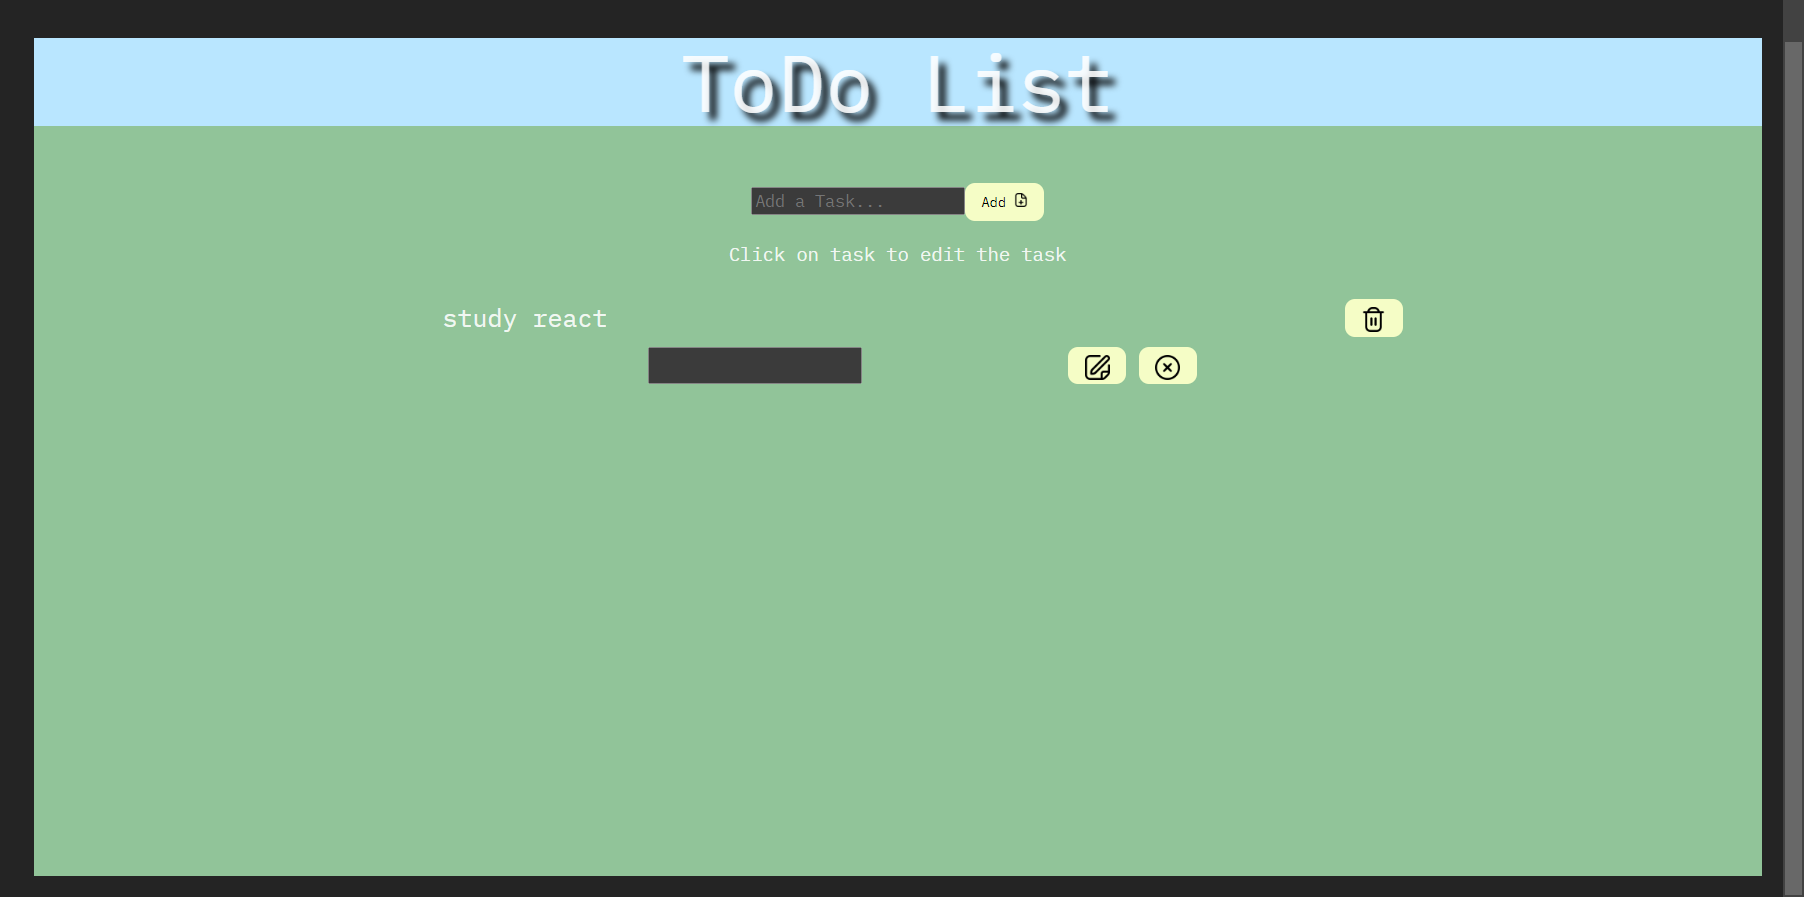 ToDo List
Add a Task...
Add
Click on task to edit the task
study react